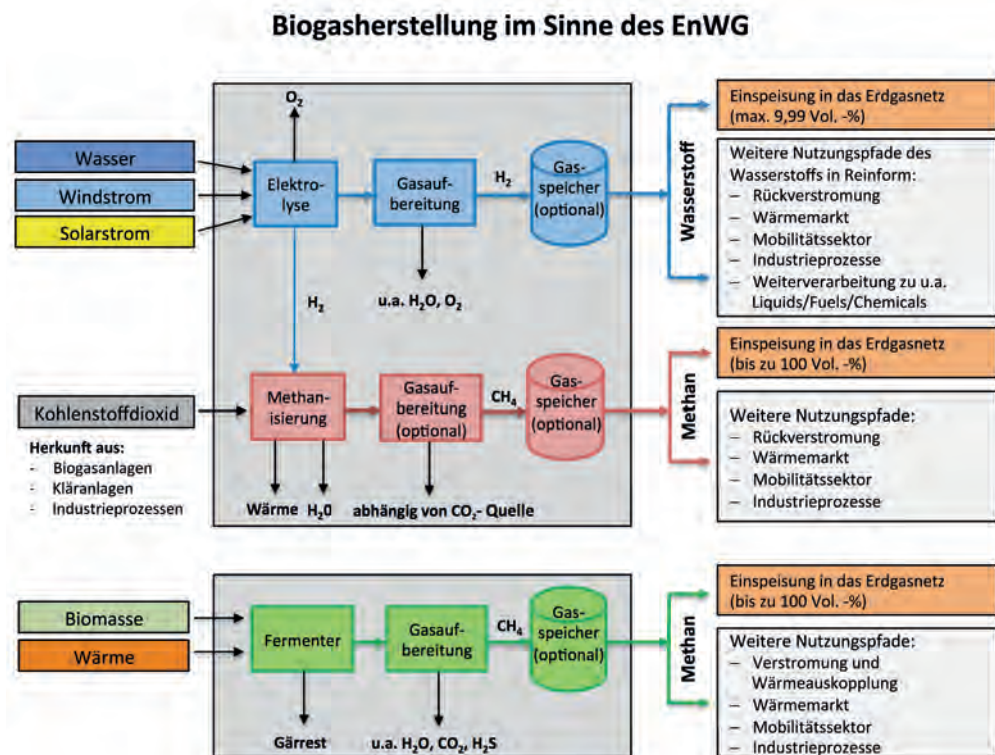 Biogasherstellung im Sinne des EnWG
Wasser
Windstrom
Solarstrom
O₂
Elektro-
lyse
Gasauf-
bereitung
H₂
Gas-
speicher
(optional)
Wasserstoff
Einspeisung in das Erdgasnetz
(max. 9,99 Vol. -%)
Weitere Nutzungspfade des
Wasserstoffs in Reinform:
– Rückverstromung
– Wärmemarkt
– Mobilitätssektor
– Industrieprozesse
– Weiterverarbeitung zu u.a.
Liquids/Fuels/Chemicals
H₂
u.a. H₂O, O₂
Kohlenstoffdioxid
Herkunft aus:
- Biogasanlagen
- Kläranlagen
- Industrieprozessen
Methan-
isierung
Gasauf-
bereitung
(optional)
CH₄
Gas-
speicher
(optional)
Methan
Einspeisung in das Erdgasnetz
(bis zu 100 Vol. -%)
Weitere Nutzungspfade:
– Rückverstromung
– Wärmemarkt
– Mobilitätssektor
– Industrieprozesse
Wärme H₂0 abhängig von CO₂- Quelle
Biomasse
Wärme
Fermenter
Gasauf-
bereitung
CH₄
Gas-
speicher
(optional)
Methan
Einspeisung in das Erdgasnetz
(bis zu 100 Vol. -%)
Weitere Nutzungspfade:
– Verstromung und
Wärmeauskopplung
– Wärmemarkt
– Mobilitätssektor
– Industrieprozesse
Gärrest
u.a. H₂O, CO₂, H₂S